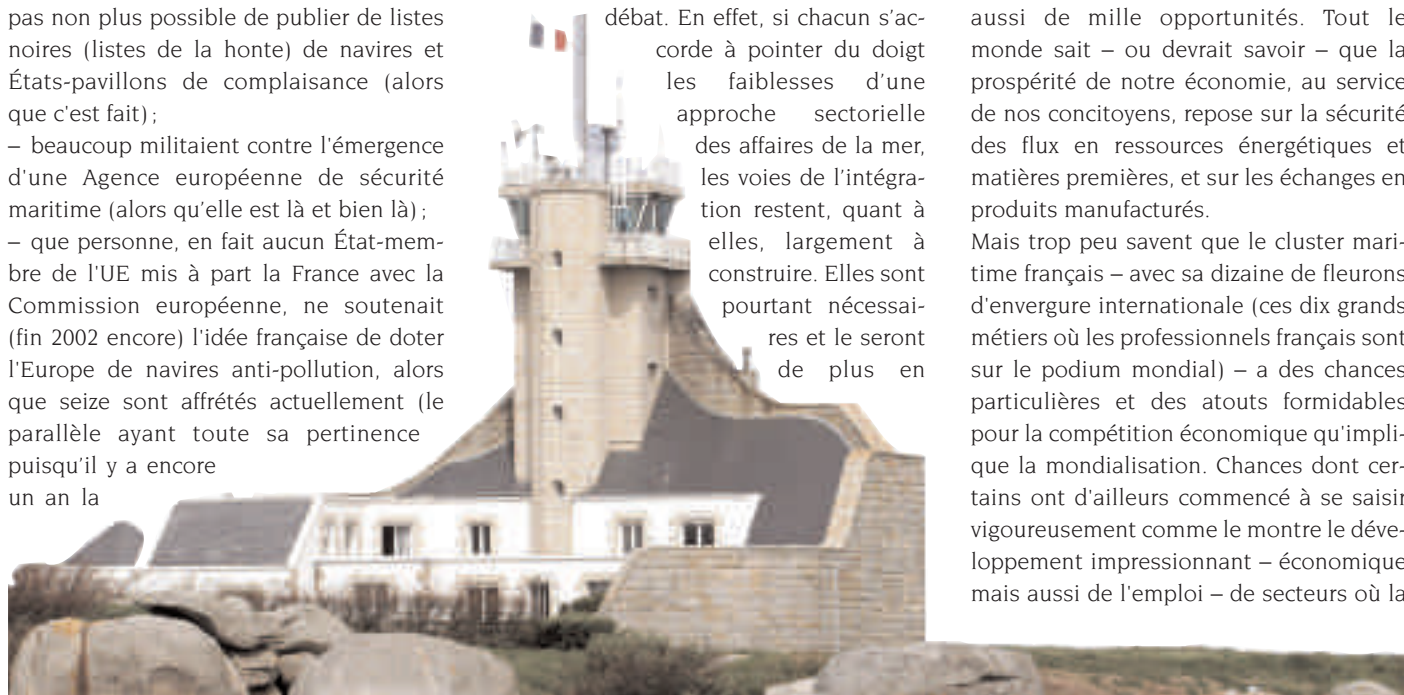 pas non plus possible de publier de listes
noires (listes de la honte) de navires et
États-pavillons de complaisance (alors
que c'est fait) ;
– beaucoup militaient contre l'émergence
d'une Agence européenne de sécurité
maritime (alors qu'elle est là et bien là) ;
– que personne, en fait aucun État-mem-
bre de l'UE mis à part la France avec la
Commission européenne, ne soutenait
(fin 2002 encore) l'idée française de doter
l'Europe de navires anti-pollution, alors
que seize sont affrétés actuellement (le
parallèle ayant toute sa pertinence
puisqu'il y a encore
un an la
débat. En effet, si chacun s'ac-
corde à pointer du doigt
les faiblesses d'une
approche sectorielle
des affaires de la mer,
les voies de l'intégra-
tion restent, quant à
elles, largement à
construire. Elles sont
pourtant nécessai-
res et le seront
de plus en
aussi de mille opportunités. Tout le
monde sait – ou devrait savoir – que la
prospérité de notre économie, au service
de nos concitoyens, repose sur la sécurité
des flux en ressources énergétiques et
matières premières, et sur les échanges en
produits manufacturés.
Mais trop peu savent que le cluster mari-
time français – avec sa dizaine de fleurons
d'envergure internationale (ces dix grands
métiers où les professionnels français sont
sur le podium mondial) – a des chances
particulières et des atouts formidables
pour la compétition économique qu'impli-
que la mondialisation. Chances dont cer-
tains ont d'ailleurs commencé à se saisir
vigoureusement comme le montre le déve-
loppement impressionnant – économique
mais aussi de l'emploi – de secteurs où la